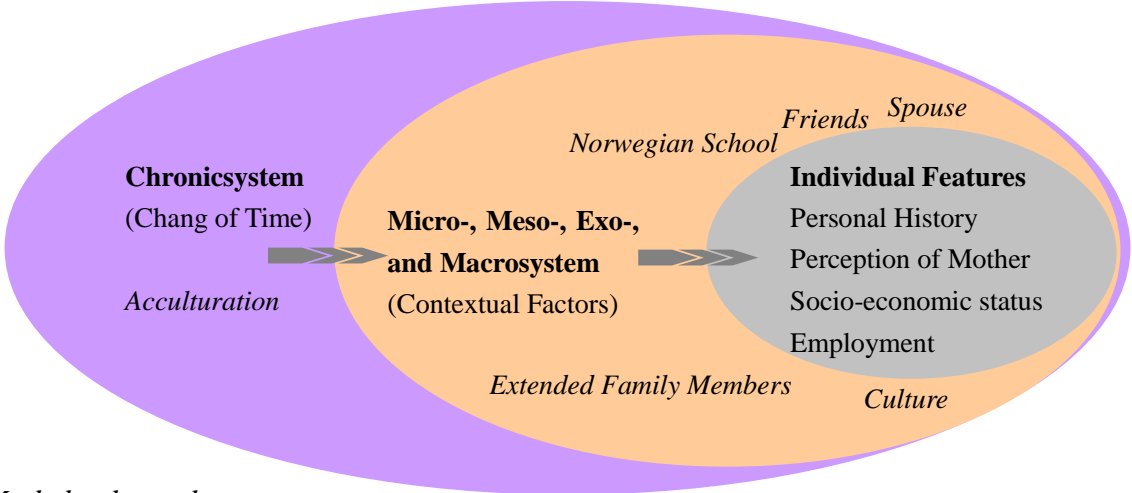 Spouse
Friends
Norwegian School
Chronicsystem
(Chang of Time)
Acculturation
Micro-, Meso-, Exo-,
and Macrosystem
(Contextual Factors)
Individual Features
Personal History
Perception of Mother
Socio-economic status
Employment
Extended Family Members
Culture